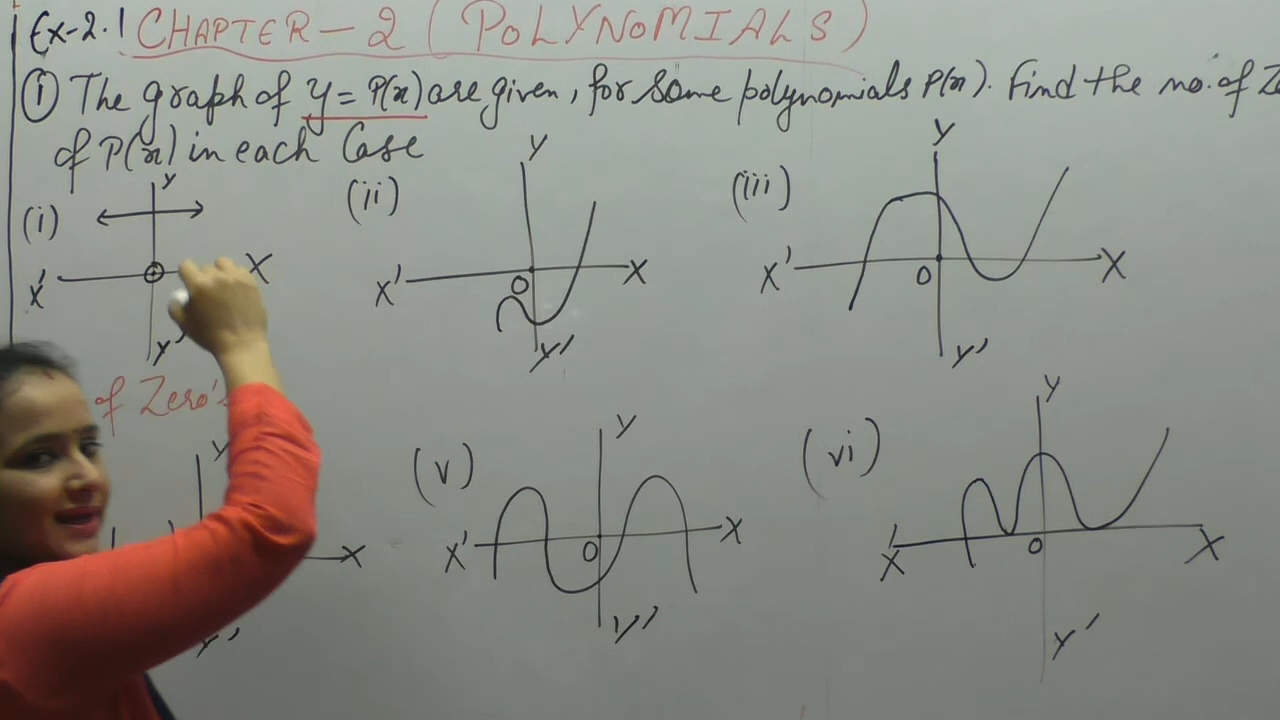 Ex-2.1 CHAPTER-2 (POLYNOMIALS)
① The graph of y = P(x) are given, for some polynomials P(x). Find the no. of Ze
of P(x) in each Case
(i) (ii) (iii)
Y Y Y
X' X X' O X X' O X
Y' Y' Y'
of Zero's
(v) (vi)
Y Y Y
X X' O X X' O X
Y' Y' Y'